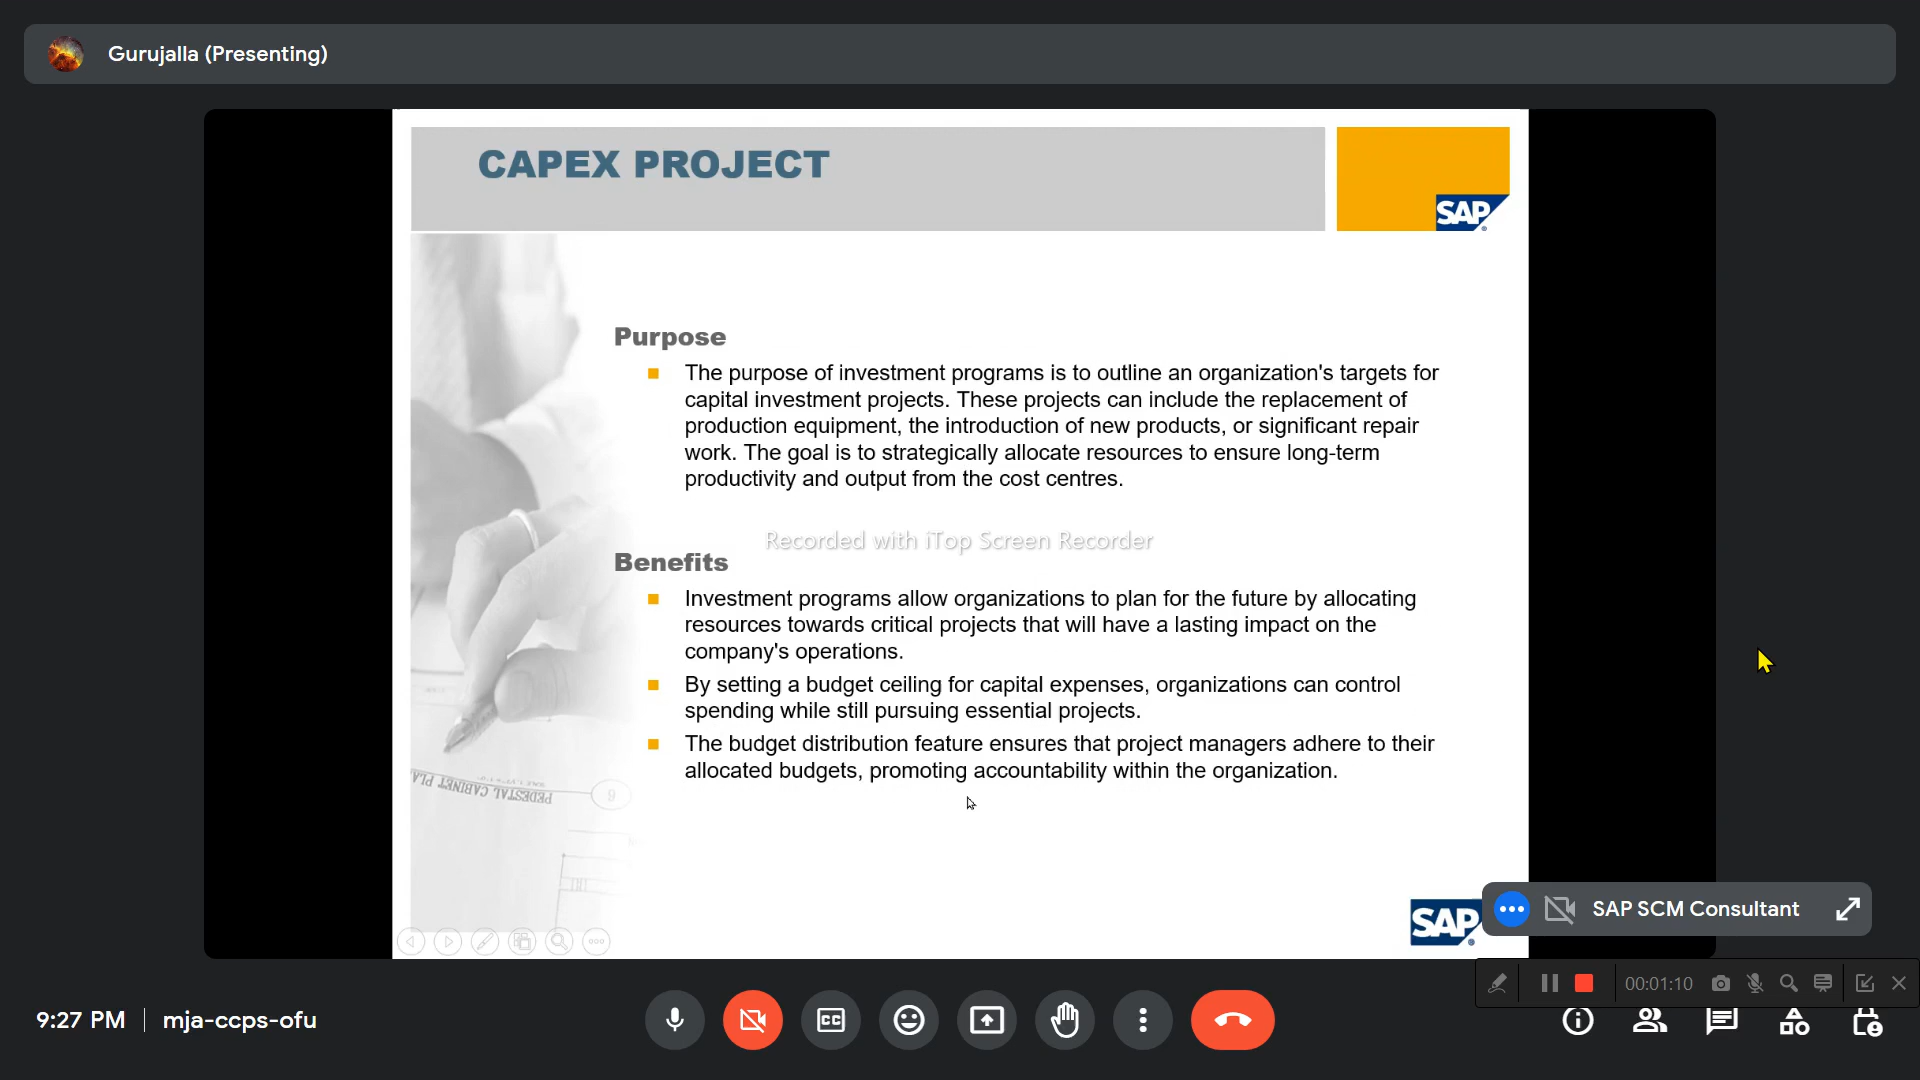 Gurujalla (Presenting)
CAPEX PROJECT
SAP
Purpose
The purpose of investment programs is to outline an organization's targets for
capital investment projects. These projects can include the replacement of
production equipment, the introduction of new products, or significant repair
work. The goal is to strategically allocate resources to ensure long-term
productivity and output from the cost centres.
Recorded with iTop Screen Recorder
Benefits
Investment programs allow organizations to plan for the future by allocating
resources towards critical projects that will have a lasting impact on the
company's operations.
By setting a budget ceiling for capital expenses, organizations can control
spending while still pursuing essential projects.
The budget distribution feature ensures that project managers adhere to their
allocated budgets, promoting accountability within the organization.
PEDESTAL CABINET PLA
SAP
SAP SCM Consultant
00:01:10
9:27 PM
mja-ccps-ofu
CC